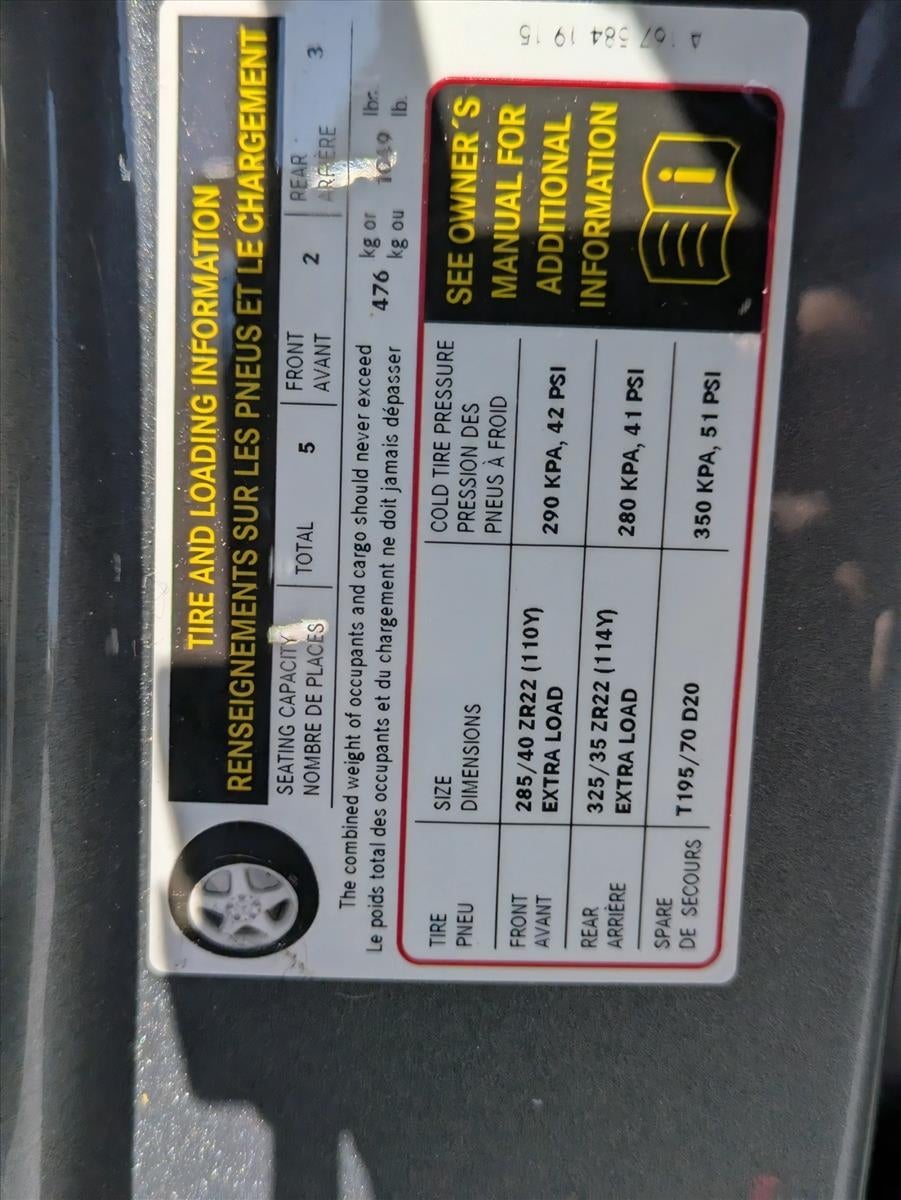 TIRE AND LOADING INFORMATION
RENSEIGNEMENTS SUR LES PNEUS ET LE CHARGEMENT
SEATING CAPACITY TOTAL 5 FRONT 2 REAR 3
NOMBRE DE PLACES AVANT ARRIÈRE
The combined weight of occupants and cargo should never exceed 476 kg or lbs.
Le poids total des occupants et du chargement ne doit jamais dépasser kg ou lb.
TIRE SIZE COLD TIRE PRESSURE
PNEU DIMENSIONS PRESSION DES
PNEUS À FROID
FRONT 285/40 ZR22 (110Y) 290 KPA, 42 PSI
AVANT EXTRA LOAD
REAR 325/35 ZR22 (114Y) 280 KPA, 41 PSI
ARRIÈRE EXTRA LOAD
SPARE T195/70 D20 350 KPA, 51 PSI
DE SECOURS
SEE OWNER'S
MANUAL FOR
ADDITIONAL
INFORMATION
i
A 167 584 19 15